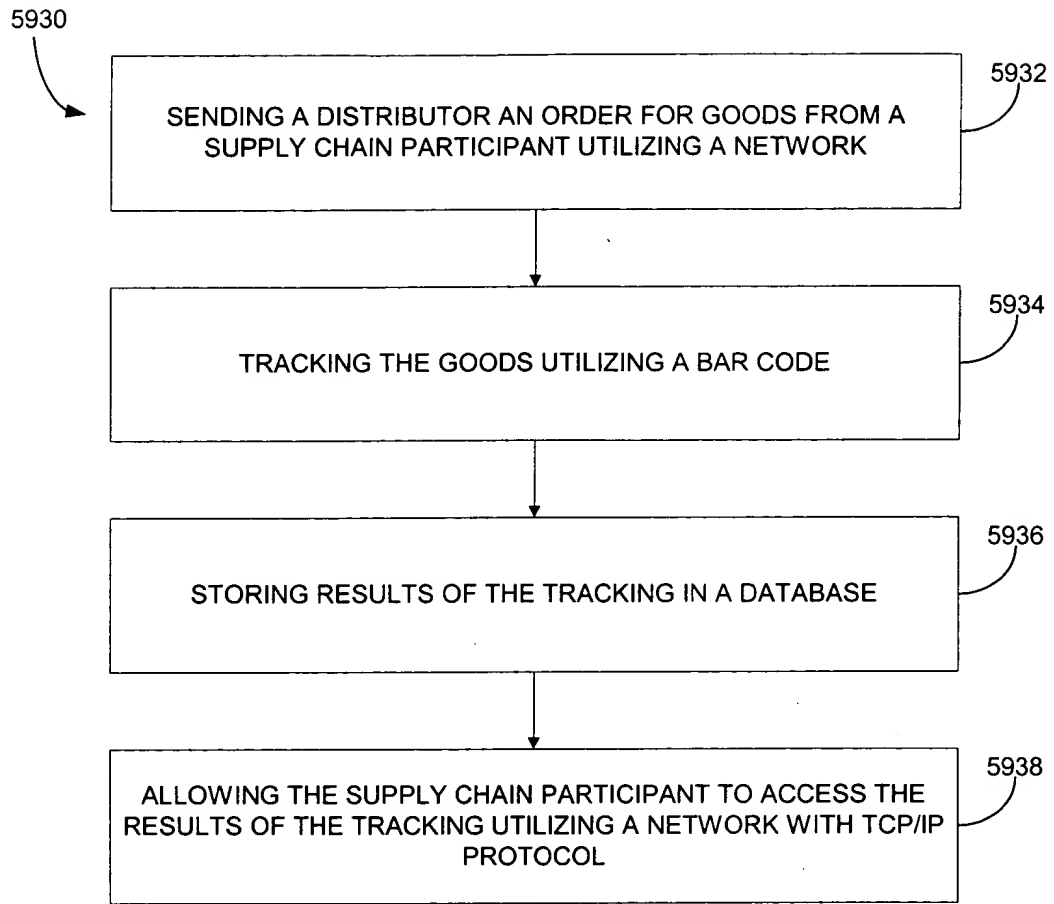 5930
5932
SENDING A DISTRIBUTOR AN ORDER FOR GOODS FROM A
SUPPLY CHAIN PARTICIPANT UTILIZING A NETWORK
5934
TRACKING THE GOODS UTILIZING A BAR CODE
5936
STORING RESULTS OF THE TRACKING IN A DATABASE
5938
ALLOWING THE SUPPLY CHAIN PARTICIPANT TO ACCESS THE
RESULTS OF THE TRACKING UTILIZING A NETWORK WITH TCP/IP
PROTOCOL